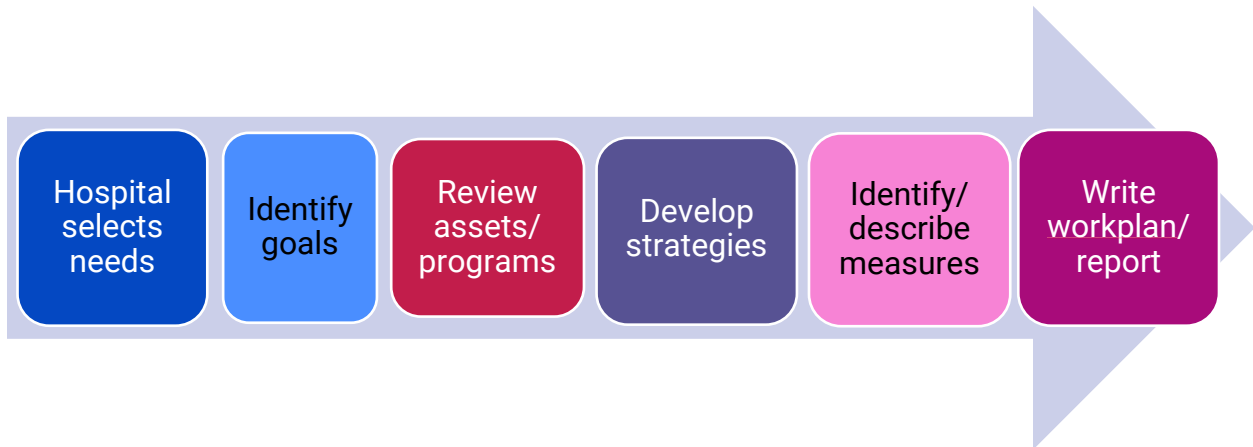 Hospital
selects
needs
Identify
goals
Review
assets/
programs
Develop
strategies
Identify/
describe
measures
Write
workplan/
report